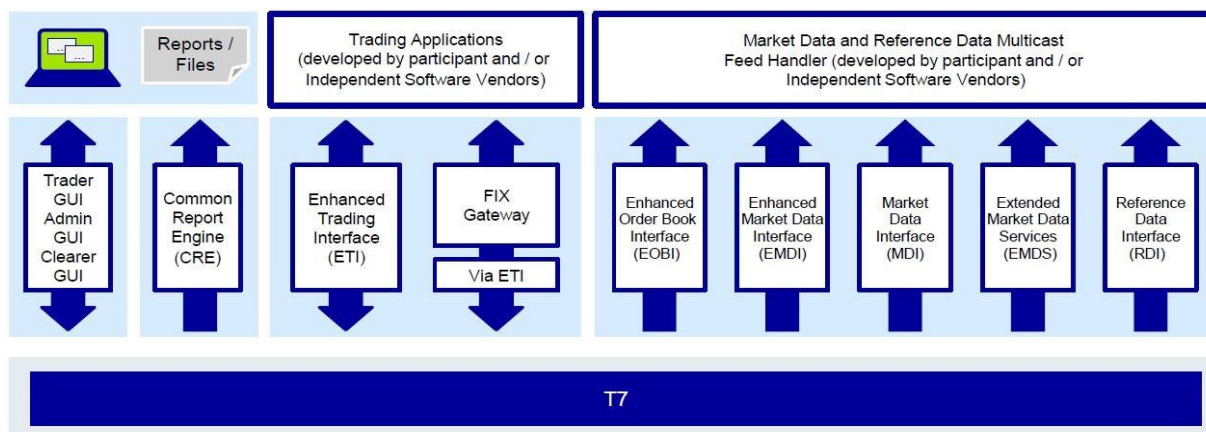 ...
...
Reports /
Files
Trading Applications
(developed by participant and / or
Independent Software Vendors)
Market Data and Reference Data Multicast
Feed Handler (developed by participant and / or
Independent Software Vendors)
Trader
GUI
Admin
GUI
Clearer
GUI
Common
Report
Engine
(CRE)
Enhanced
Trading
Interface
(ETI)
FIX
Gateway
Via ETI
Enhanced
Order Book
Interface
(EOBI)
Enhanced
Market Data
Interface
(EMDI)
Market
Data
Interface
(MDI)
Extended
Market Data
Services
(EMDS)
Reference
Data
Interface
(RDI)
T7